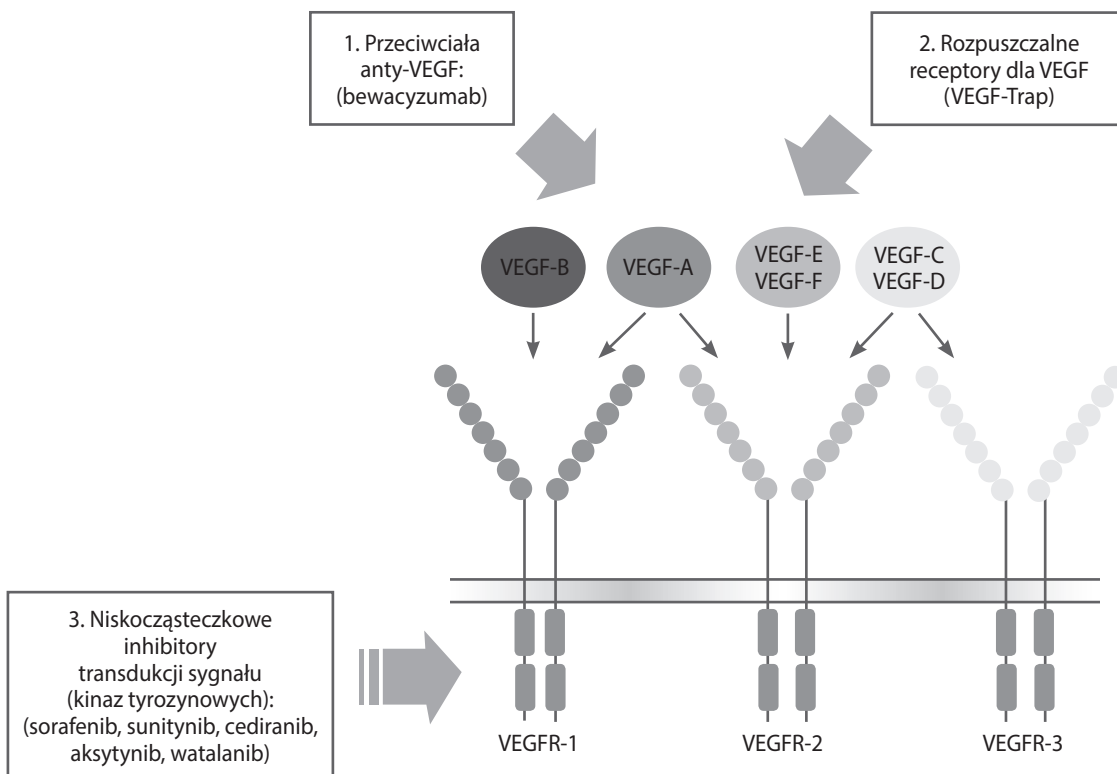 1. Przeciwciała
anty-VEGF:
(bewacyzumab)
2. Rozpuszczalne
receptory dla VEGF
(VEGF-Trap)
VEGF-B
VEGF-A
VEGF-E
VEGF-F
VEGF-C
VEGF-D
3. Niskocząsteczkowe
inhibitory
transdukcji sygnału
(kinaz tyrozynowych):
(sorafenib, sunitynib, cediranib,
aksytynib, watalanib)
VEGFR-1
VEGFR-2
VEGFR-3